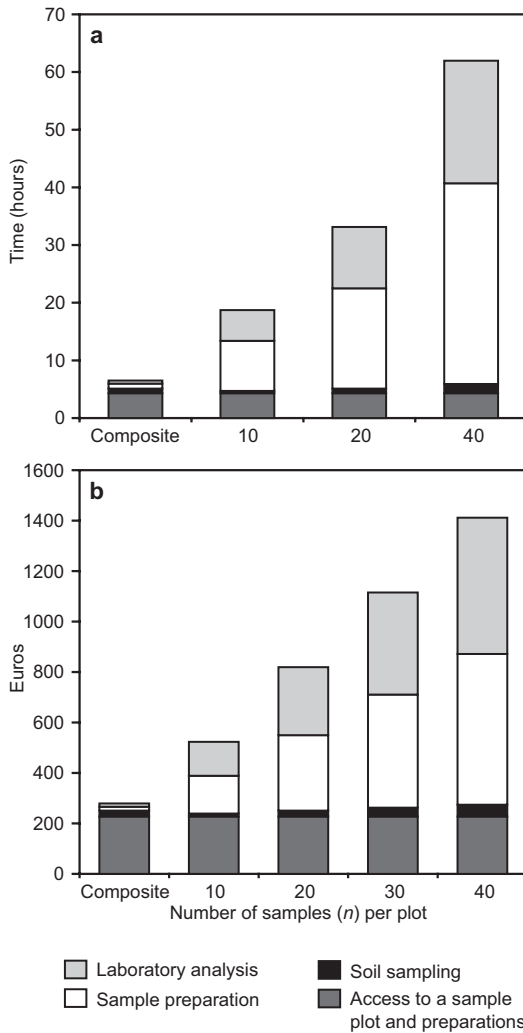 70
a
60
50
40
30
20
10
0
Time (hours)
Composite 10 20 40
1600
b
1400
1200
1000
800
600
400
200
0
Euros
Composite 10 20 30 40
Number of samples (n) per plot
Laboratory analysis
Sample preparation
Soil sampling
Access to a sample
plot and preparations